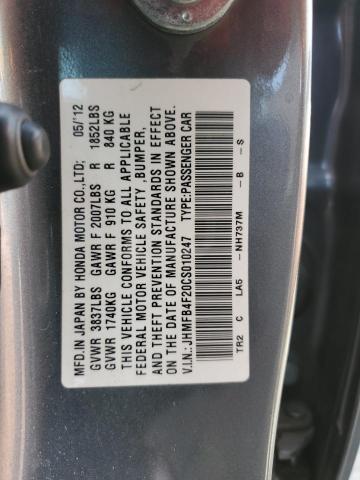 MFD.IN JAPAN BY HONDA MOTOR CO.,LTD; 05/'12
GVWR 3837LBS GAWR F 2007LBS R 1852LBS
GVWR 1740KG GAWR F 910 KG R 840 KG
THIS VEHICLE CONFORMS TO ALL APPLICABLE
FEDERAL MOTOR VEHICLE SAFETY ,BUMPER,
AND THEFT PREVENTION STANDARDS IN EFFECT
ON THE DATE OF MANUFACTURE SHOWN ABOVE.
V.I.N.: JHMFB4F20CS010247 TYPE:PASSENGER CAR
TR2 C LA5 -NH737M -B -S